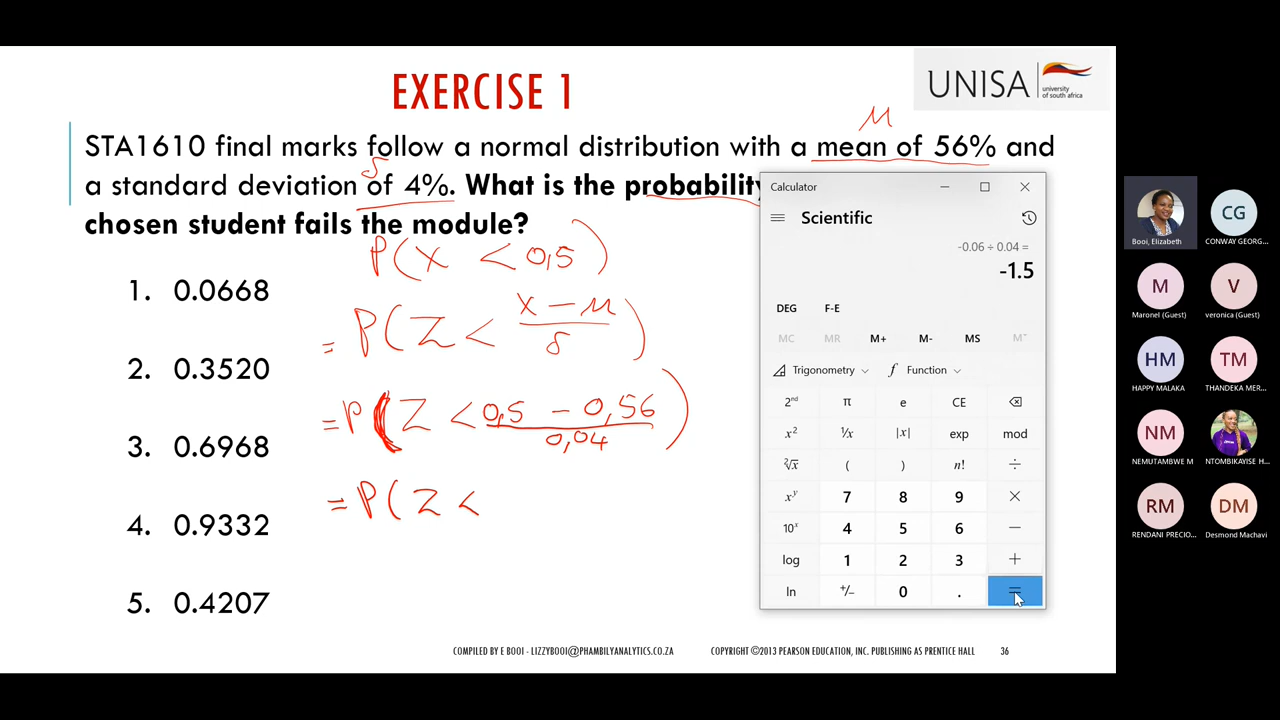 EXERCISE 1
UNISA
university
of south africa
μ
STA1610 final marks follow a normal distribution with a mean of 56% and
δ
a standard deviation of 4%. What is the probability
chosen student fails the module?
P(X < 0,5)
1. 0.0668
= P(Z < (x − μ)/δ)
2. 0.3520
= P(Z < (0,5 − 0,56)/0,04)
3. 0.6968
= P(Z <
4. 0.9332
5. 0.4207
COMPILED BY E BOOI - LIZZYBOOI@PHAMBILYANALYTICS.CO.ZA COPYRIGHT ©2013 PEARSON EDUCATION, INC. PUBLISHING AS PRENTICE HALL 36
Calculator
Scientific
-0.06 ÷ 0.04 =
-1.5
DEG F-E
MC MR M+ M- MS M˅
Trigonometry f Function
2ⁿᵈ π e CE
x² ¹/x |x| exp mod
²√x ( ) n! ÷
xʸ 7 8 9 ×
10ˣ 4 5 6 −
log 1 2 3 +
ln +/− 0 . =
Booi, Elizabeth
CG
CONWAY GEORG...
M
Maronel (Guest)
V
veronica (Guest)
HM
HAPPY MALAKA
TM
THANDEKA MER...
NM
NEMUTAMBWE M
NTOMBIKAYISE H...
RM
RENDANI PRECIO...
DM
Desmond Machavi